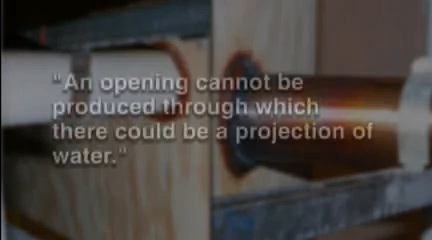 "An opening cannot be
produced through which
there could be a projection of
water."